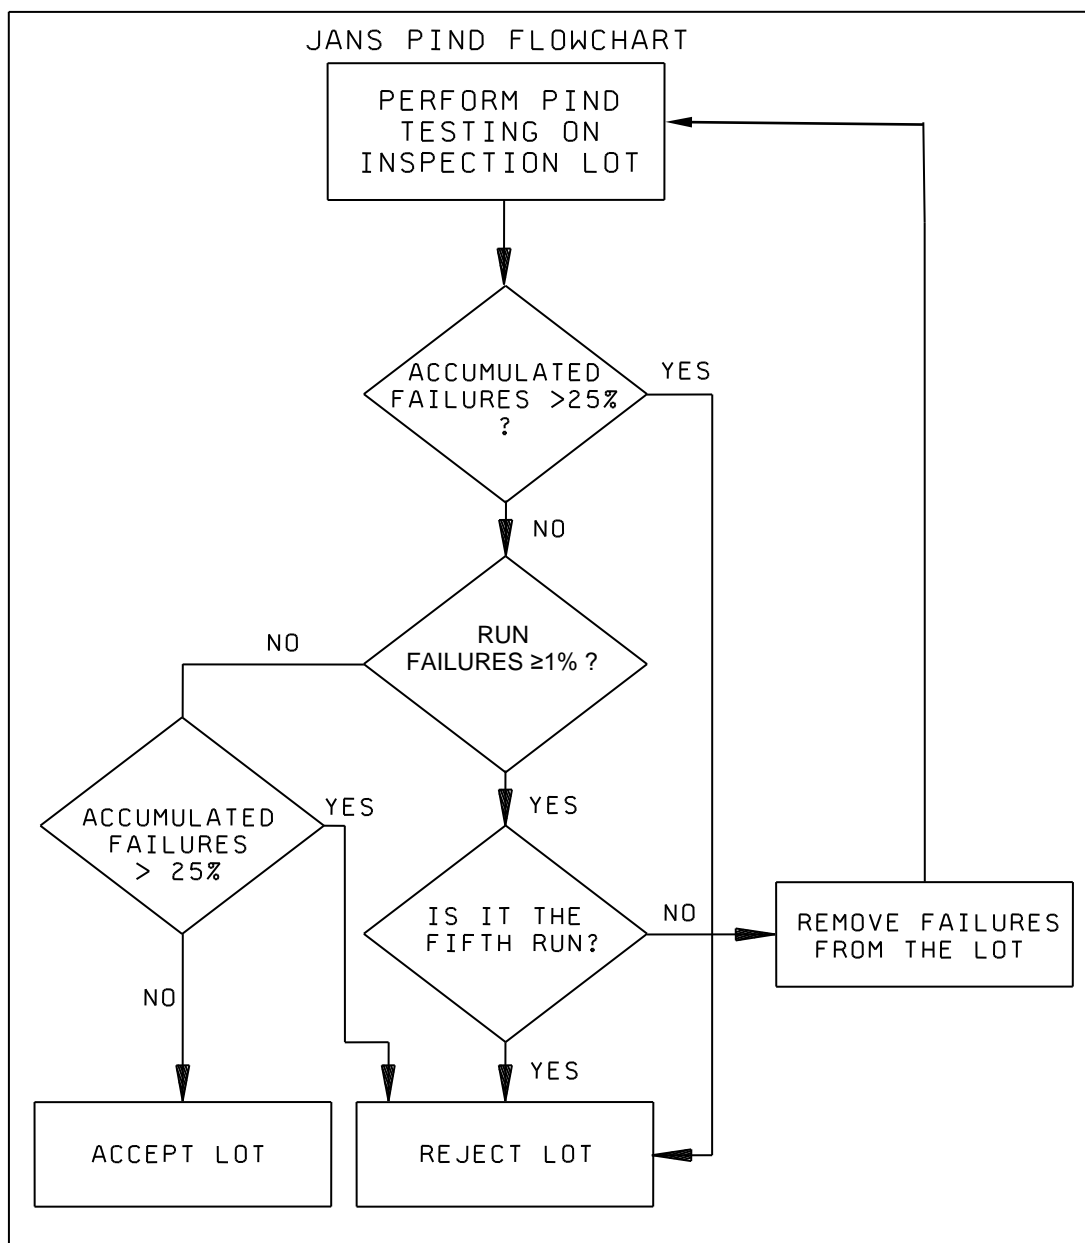 JANS PIND FLOWCHART
PERFORM PIND
TESTING ON
INSPECTION LOT
ACCUMULATED
FAILURES >25%
?
YES
NO
RUN
FAILURES ≥1% ?
NO
YES
ACCUMULATED
FAILURES
> 25%
YES
NO
IS IT THE
FIFTH RUN?
NO
YES
REMOVE FAILURES
FROM THE LOT
ACCEPT LOT
REJECT LOT